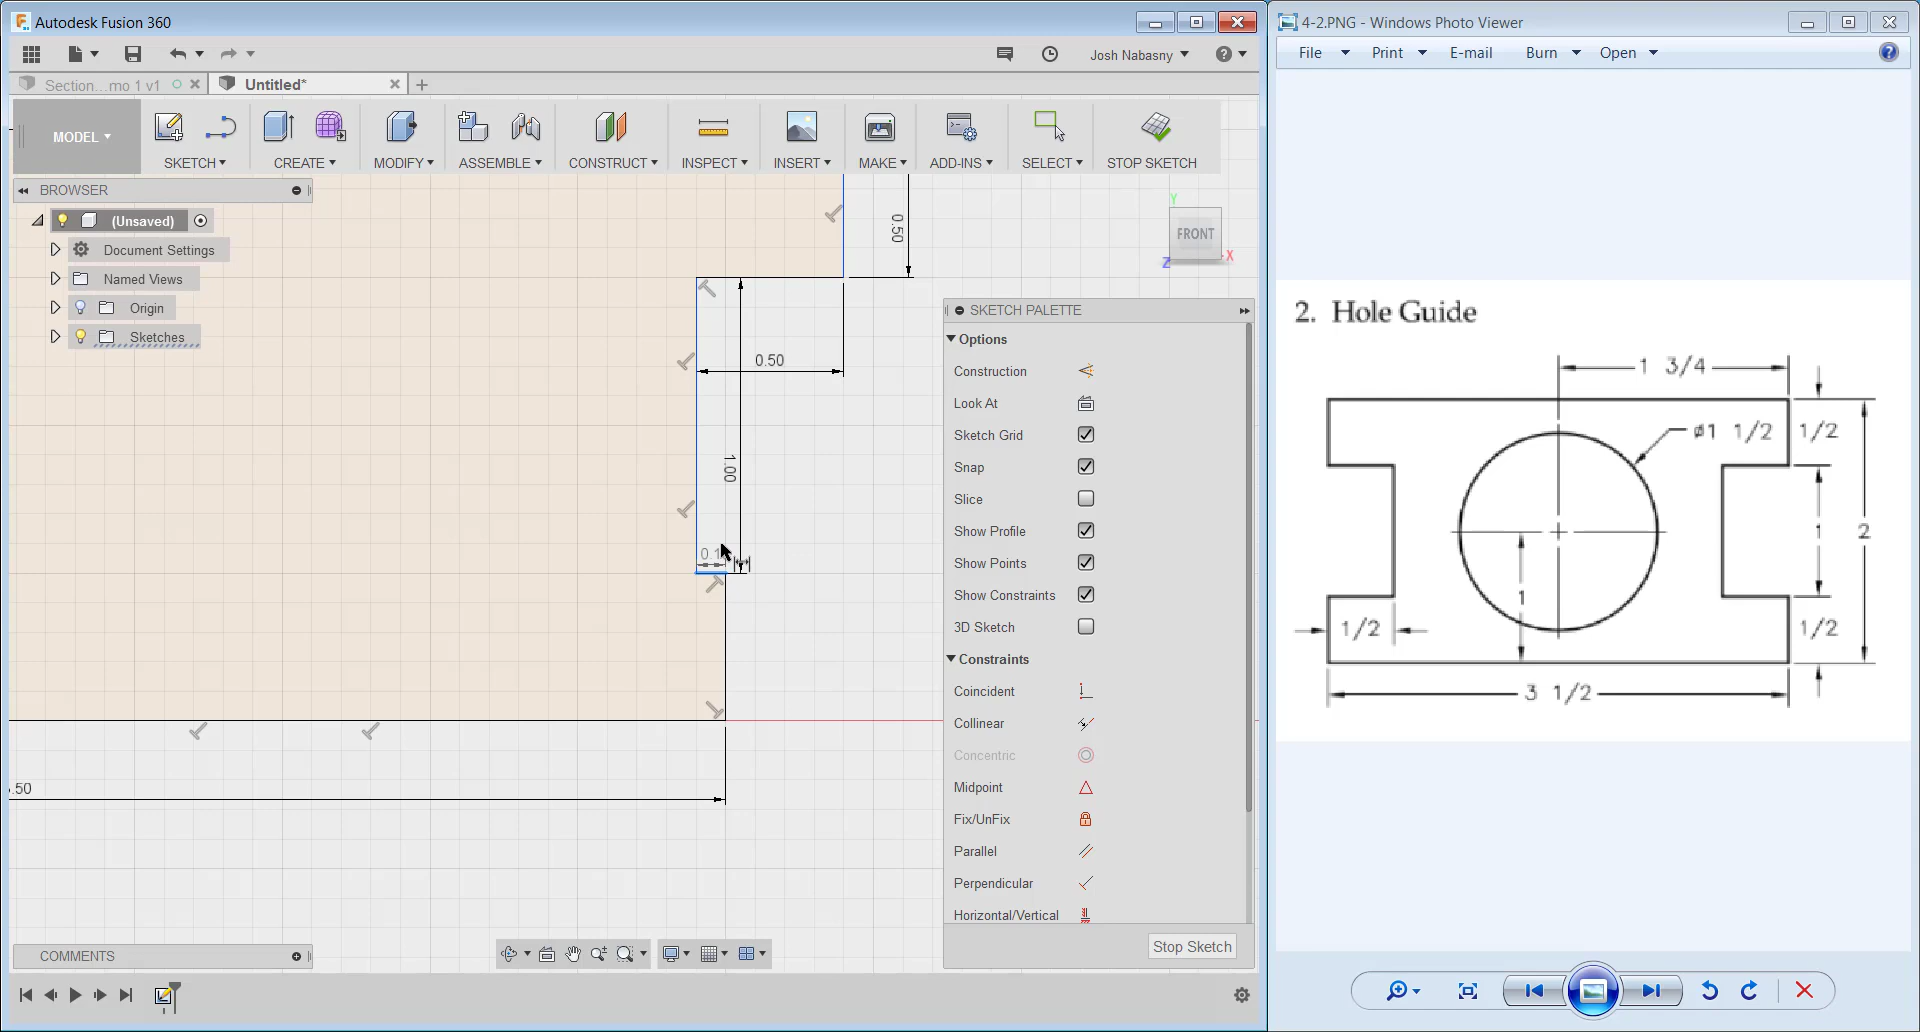 Autodesk Fusion 360
Josh Nabasny
Section...mo 1 v1
Untitled*
MODEL
SKETCH
CREATE
MODIFY
ASSEMBLE
CONSTRUCT
INSPECT
INSERT
MAKE
ADD-INS
SELECT
STOP SKETCH
BROWSER
(Unsaved)
Document Settings
Named Views
Origin
Sketches
Y
FRONT
X
Z
0.50
0.50
1.00
.50
SKETCH PALETTE
Options
Construction
Look At
Sketch Grid
Snap
Slice
Show Profile
Show Points
Show Constraints
3D Sketch
Constraints
Coincident
Collinear
Concentric
Midpoint
Fix/UnFix
Parallel
Perpendicular
Horizontal/Vertical
Stop Sketch
COMMENTS
4-2.PNG - Windows Photo Viewer
File
Print
E-mail
Burn
Open
2. Hole Guide
1 3/4
ø1 1/2
1/2
1
2
1
1/2
1/2
3 1/2